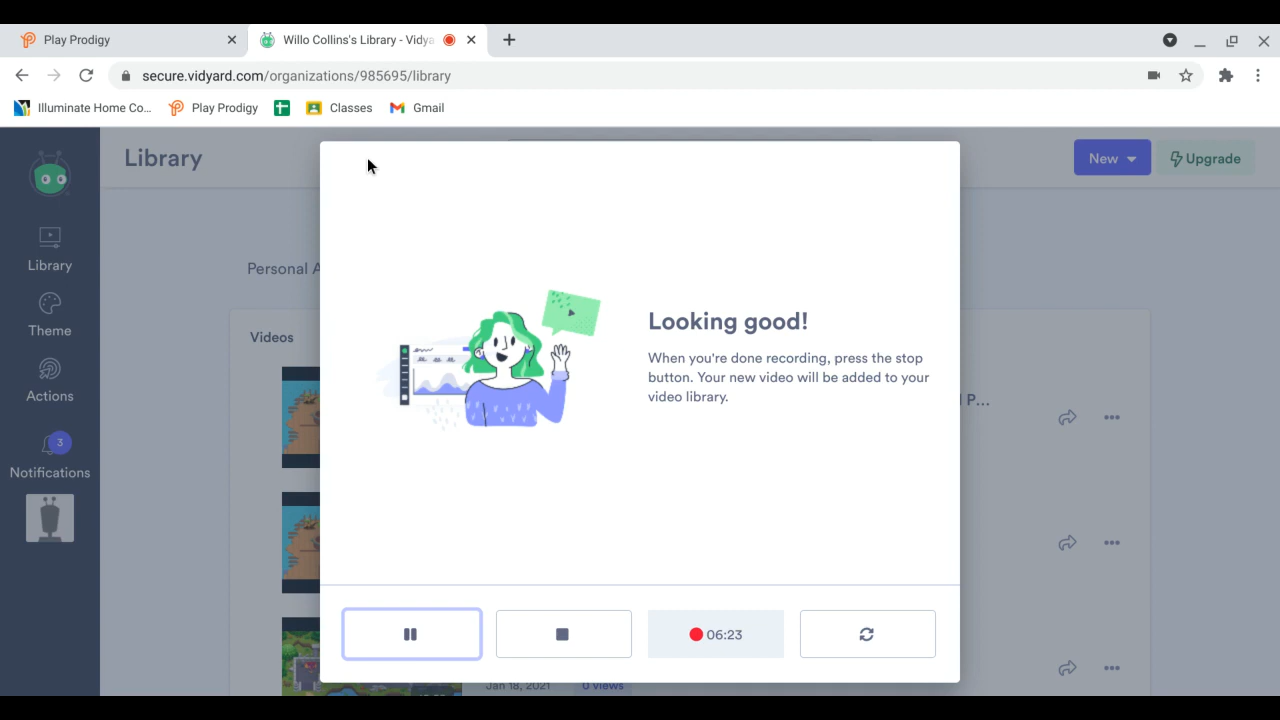 Play Prodigy
Willo Collins's Library - Vidya
secure.vidyard.com/organizations/985695/library
Illuminate Home Co...
Play Prodigy
Classes
Gmail
Library
New
Upgrade
Library
Theme
Actions
3
Notifications
Personal A
Videos
Looking good!
When you're done recording, press the stop
button. Your new video will be added to your
video library.
P...
06:23
Jan 18, 2021
0 views